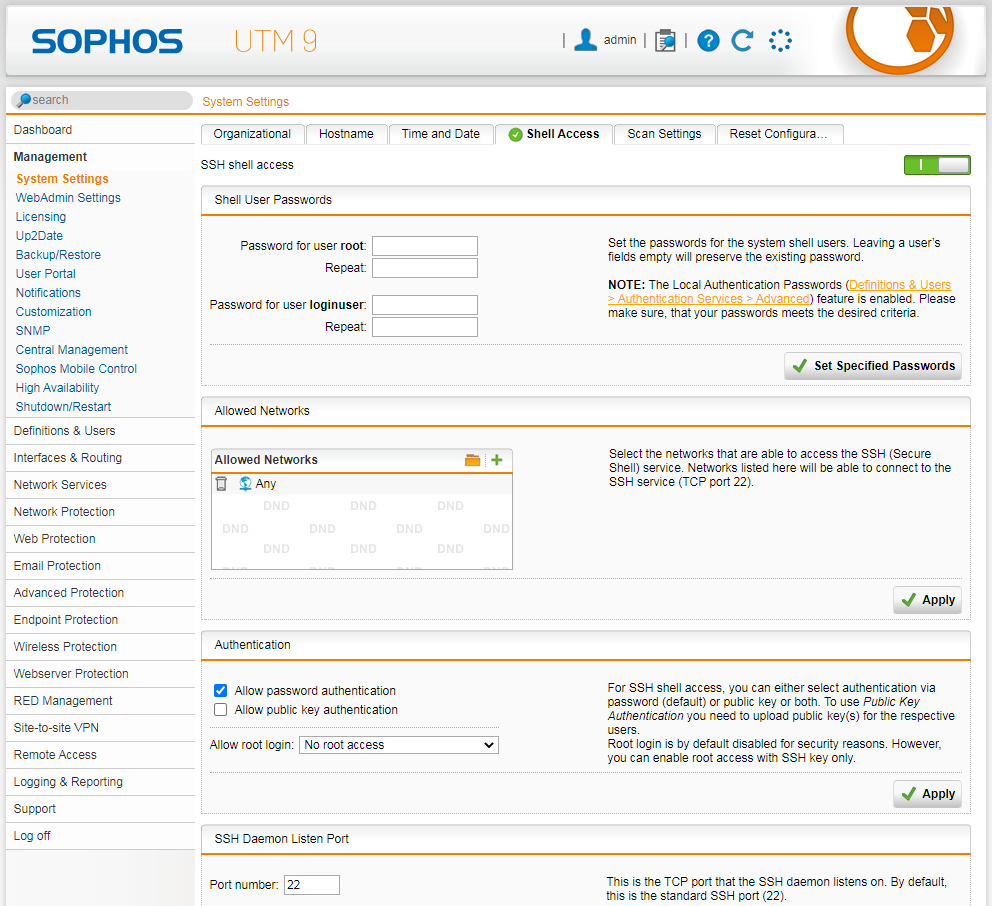 SOPHOS UTM 9 | admin | | ?
search
System Settings
Dashboard
Management
System Settings
WebAdmin Settings
Licensing
Up2Date
Backup/Restore
User Portal
Notifications
Customization
SNMP
Central Management
Sophos Mobile Control
High Availability
Shutdown/Restart
Definitions & Users
Interfaces & Routing
Network Services
Network Protection
Web Protection
Email Protection
Advanced Protection
Endpoint Protection
Wireless Protection
Webserver Protection
RED Management
Site-to-site VPN
Remote Access
Logging & Reporting
Support
Log off
Organizational Hostname Time and Date Shell Access Scan Settings Reset Configura…
SSH shell access
Shell User Passwords
Password for user root:
Repeat:
Password for user loginuser:
Repeat:
Set the passwords for the system shell users. Leaving a user's
fields empty will preserve the existing password.
NOTE: The Local Authentication Passwords (Definitions & Users
> Authentication Services > Advanced) feature is enabled. Please
make sure, that your passwords meets the desired criteria.
Set Specified Passwords
Allowed Networks
Allowed Networks
Any
DND DND DND
DND DND DND DND
DND DND DND
DND DND DND DND
Select the networks that are able to access the SSH (Secure
Shell) service. Networks listed here will be able to connect to the
SSH service (TCP port 22).
Apply
Authentication
Allow password authentication
Allow public key authentication
Allow root login: No root access
For SSH shell access, you can either select authentication via
password (default) or public key or both. To use Public Key
Authentication you need to upload public key(s) for the respective
users.
Root login is by default disabled for security reasons. However,
you can enable root access with SSH key only.
Apply
SSH Daemon Listen Port
Port number: 22
This is the TCP port that the SSH daemon listens on. By default,
this is the standard SSH port (22).